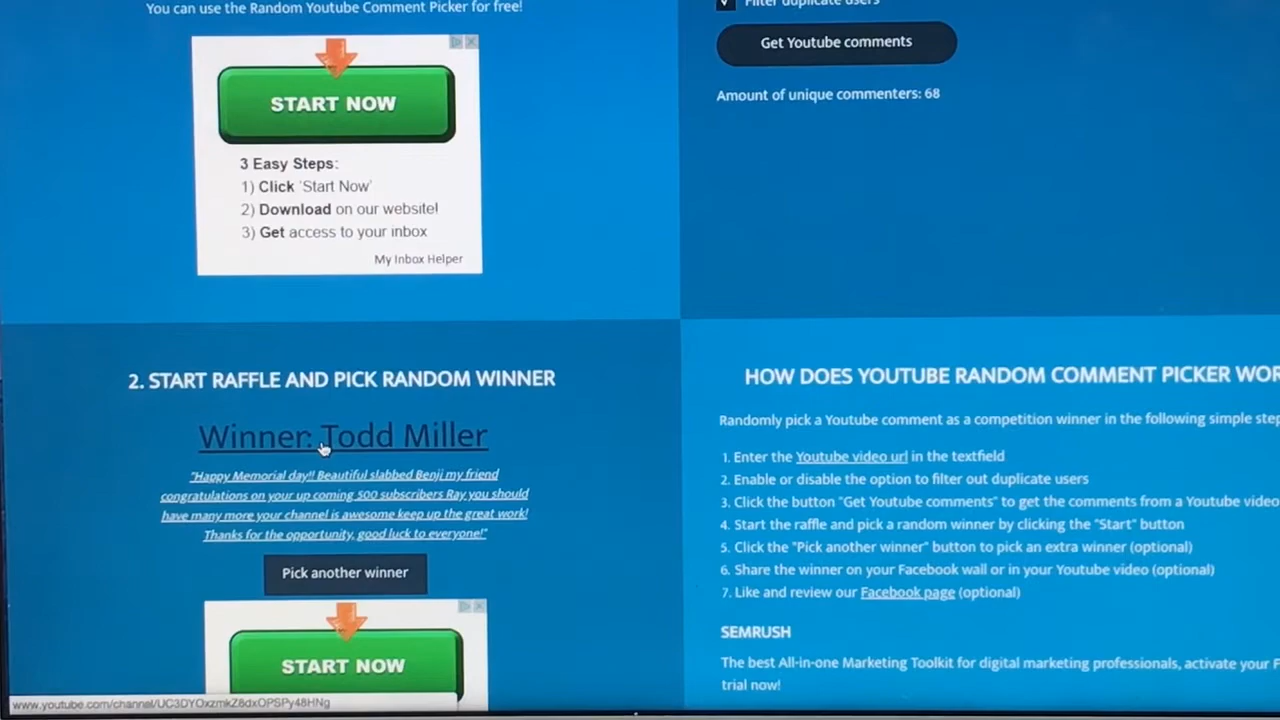 You can use the Random Youtube Comment Picker for free!
START NOW
3 Easy Steps:
1) Click 'Start Now'
2) Download on our website!
3) Get access to your inbox
My Inbox Helper
Filter duplicate users
Get Youtube comments
Amount of unique commenters: 68
2. START RAFFLE AND PICK RANDOM WINNER
Winner: Todd Miller
"Happy Memorial day!! Beautiful slabbed Benji my friend
congratulations on your up coming 500 subscribers Ray you should
have many more your channel is awesome keep up the great work!
Thanks for the opportunity, good luck to everyone!"
Pick another winner
START NOW
www.youtube.com/channel/UC3DYOxzmkZ8dxOPSPy48HNg
HOW DOES YOUTUBE RANDOM COMMENT PICKER WOR
Randomly pick a Youtube comment as a competition winner in the following simple step
1. Enter the Youtube video url in the textfield
2. Enable or disable the option to filter out duplicate users
3. Click the button "Get Youtube comments" to get the comments from a Youtube video
4. Start the raffle and pick a random winner by clicking the "Start" button
5. Click the "Pick another winner" button to pick an extra winner (optional)
6. Share the winner on your Facebook wall or in your Youtube video (optional)
7. Like and review our Facebook page (optional)
SEMRUSH
The best All-in-one Marketing Toolkit for digital marketing professionals, activate your F
trial now!